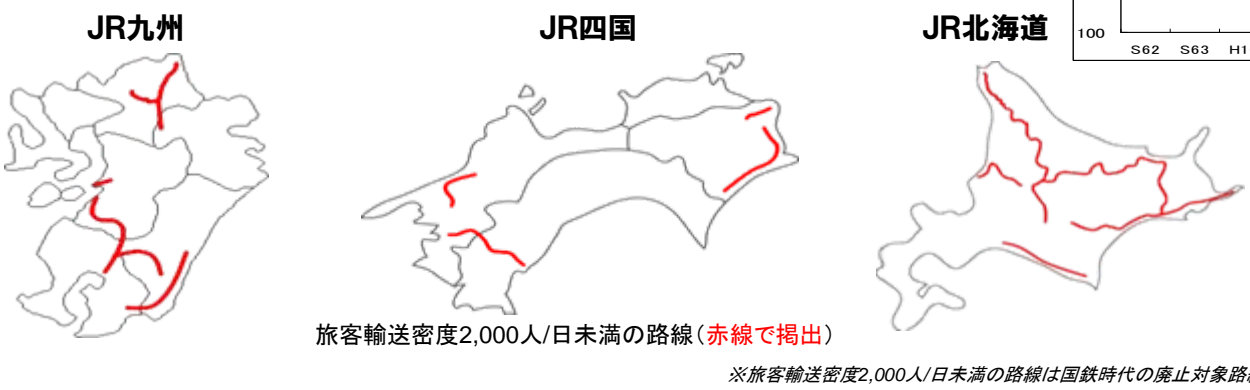 JR九州
JR四国
JR北海道
100
S62 S63 H1
旅客輸送密度2,000人/日未満の路線（赤線で掲出）
※旅客輸送密度2,000人/日未満の路線は国鉄時代の廃止対象路